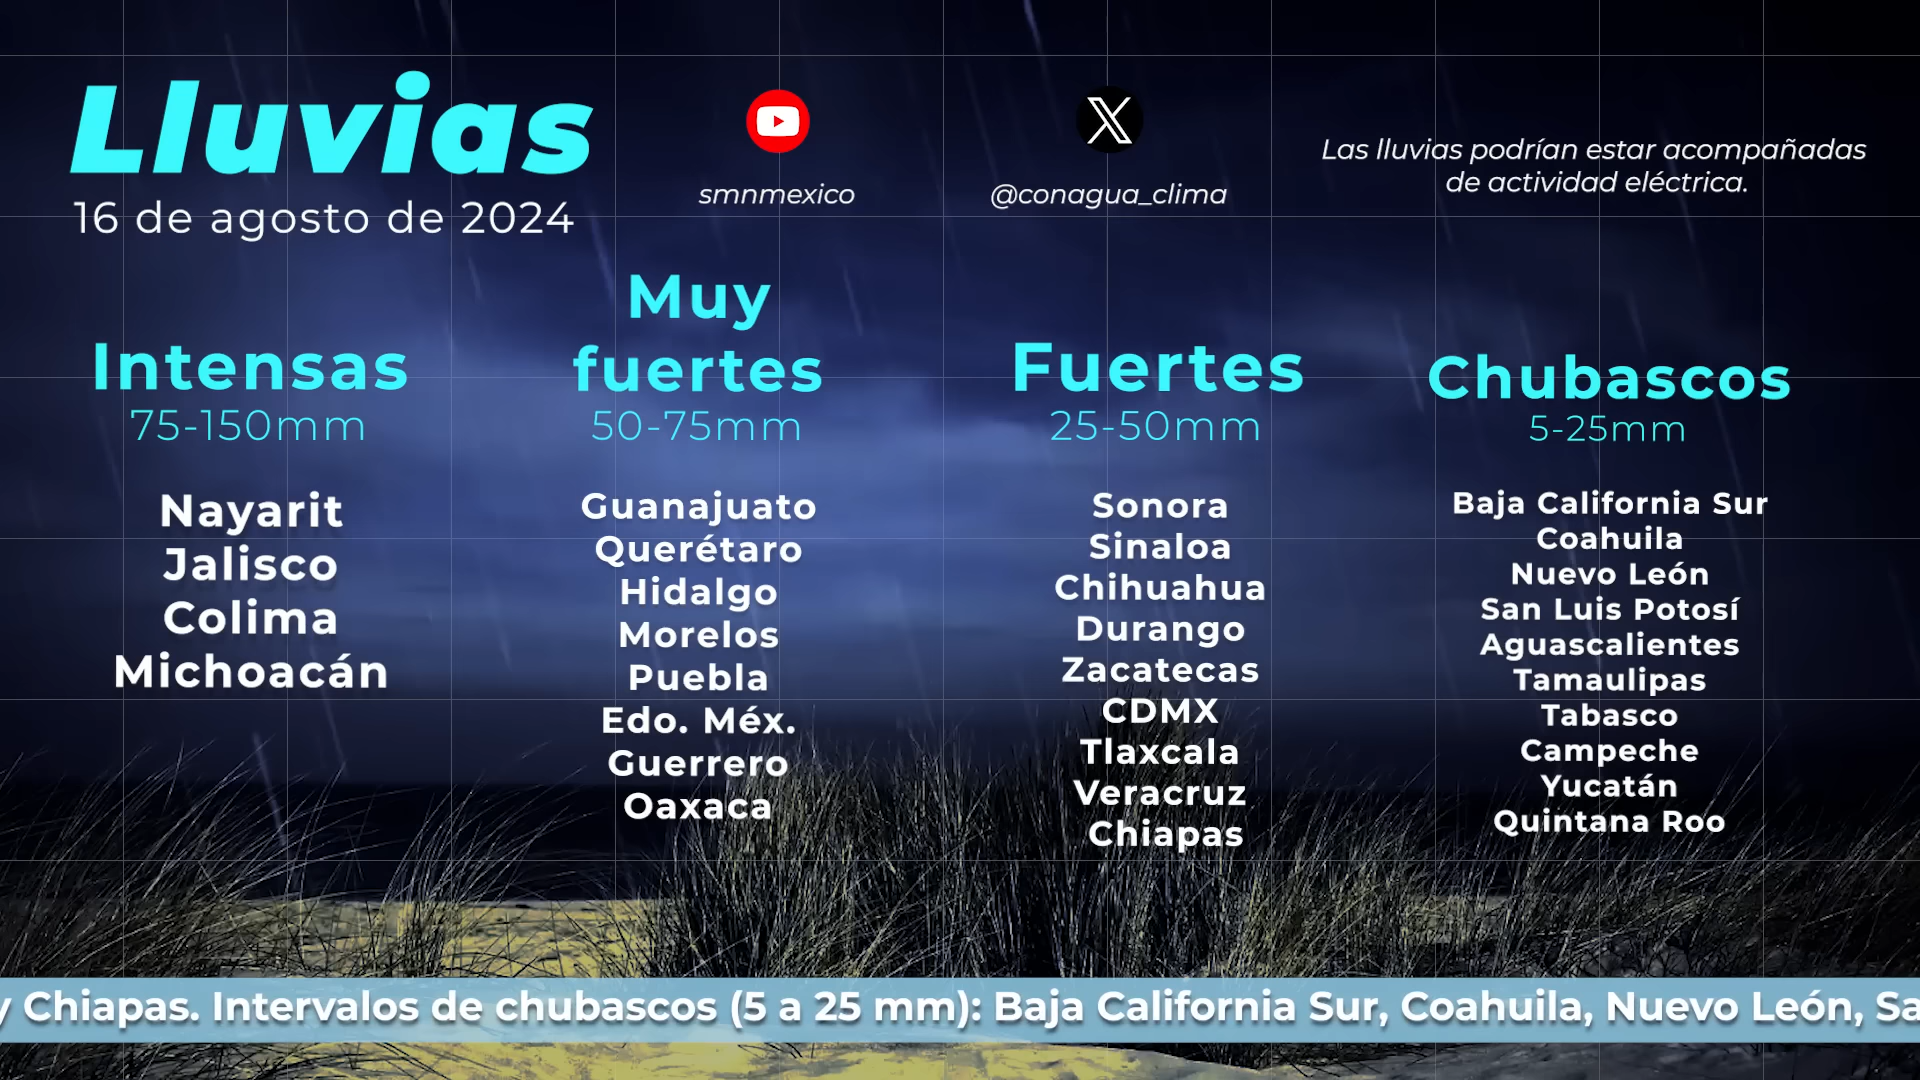 Lluvias
16 de agosto de 2024
smnmexico
@conagua_clima
Las lluvias podrían estar acompañadas
de actividad eléctrica.
Intensas
75-150mm
Nayarit
Jalisco
Colima
Michoacán
Muy
fuertes
50-75mm
Guanajuato
Querétaro
Hidalgo
Morelos
Puebla
Edo. Méx.
Guerrero
Oaxaca
Fuertes
25-50mm
Sonora
Sinaloa
Chihuahua
Durango
Zacatecas
CDMX
Tlaxcala
Veracruz
Chiapas
Chubascos
5-25mm
Baja California Sur
Coahuila
Nuevo León
San Luis Potosí
Aguascalientes
Tamaulipas
Tabasco
Campeche
Yucatán
Quintana Roo
y Chiapas. Intervalos de chubascos (5 a 25 mm): Baja California Sur, Coahuila, Nuevo León, Sa